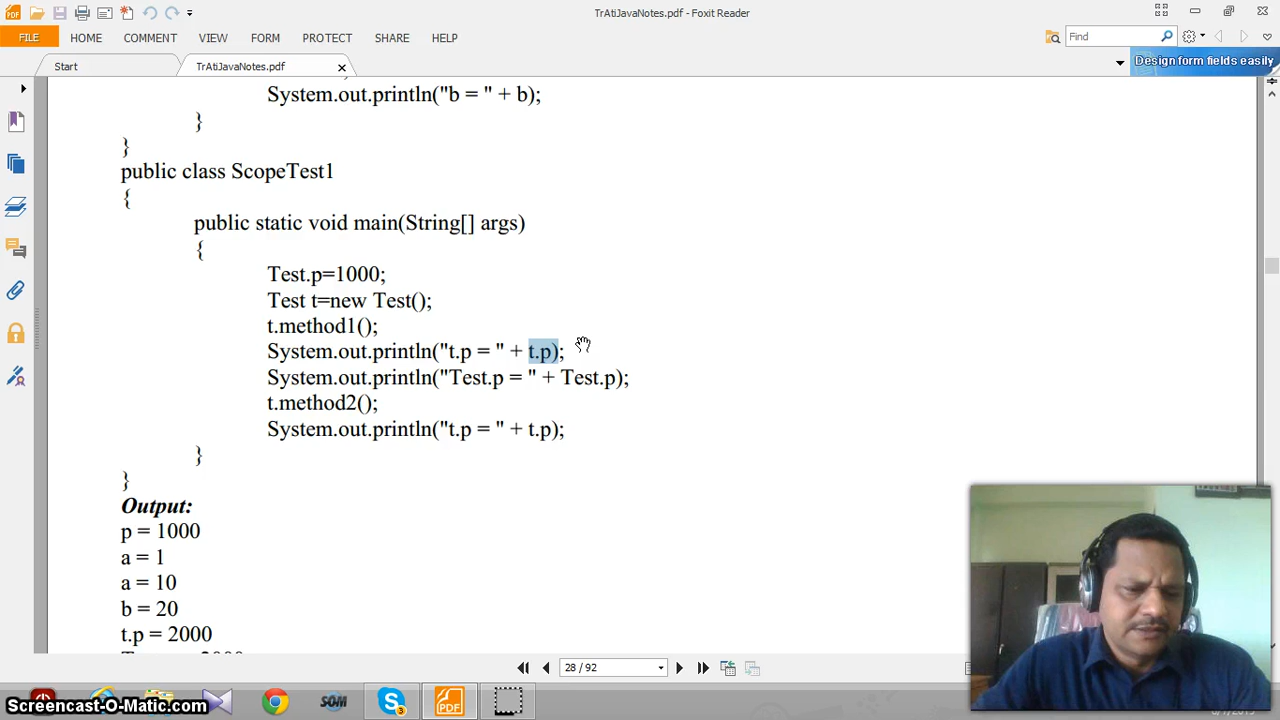 TrAtiJavaNotes.pdf - Foxit Reader
FILE
HOME
COMMENT
VIEW
FORM
PROTECT
SHARE
HELP
Find
Start
TrAtiJavaNotes.pdf
Design form fields easily
System.out.println("b = " + b);
}
}
public class ScopeTest1
{
public static void main(String[] args)
{
Test.p=1000;
Test t=new Test();
t.method1();
System.out.println("t.p = " + t.p);
System.out.println("Test.p = " + Test.p);
t.method2();
System.out.println("t.p = " + t.p);
}
}
Output:
p = 1000
a = 1
a = 10
b = 20
t.p = 2000
28 / 92
SOM
PDF
Screencast-O-Matic.com